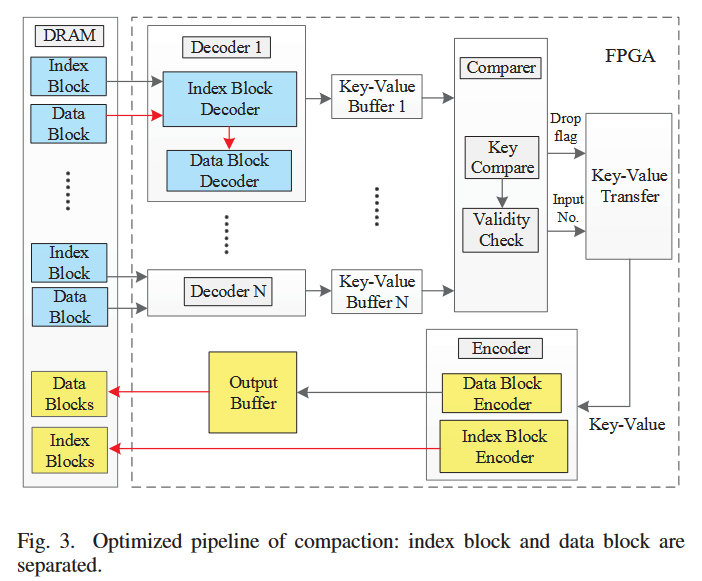 DRAM
Index
Block
Data
Block
Index
Block
Data
Block
Data
Blocks
Index
Blocks
Decoder 1
Index Block
Decoder
Data Block
Decoder
Decoder N
Key-Value
Buffer 1
Key-Value
Buffer N
Comparer
Key
Compare
Validity
Check
FPGA
Drop
flag
Input
No.
Key-Value
Transfer
Key-Value
Encoder
Data Block
Encoder
Index Block
Encoder
Output
Buffer
Fig. 3. Optimized pipeline of compaction: index block and data block are
separated.